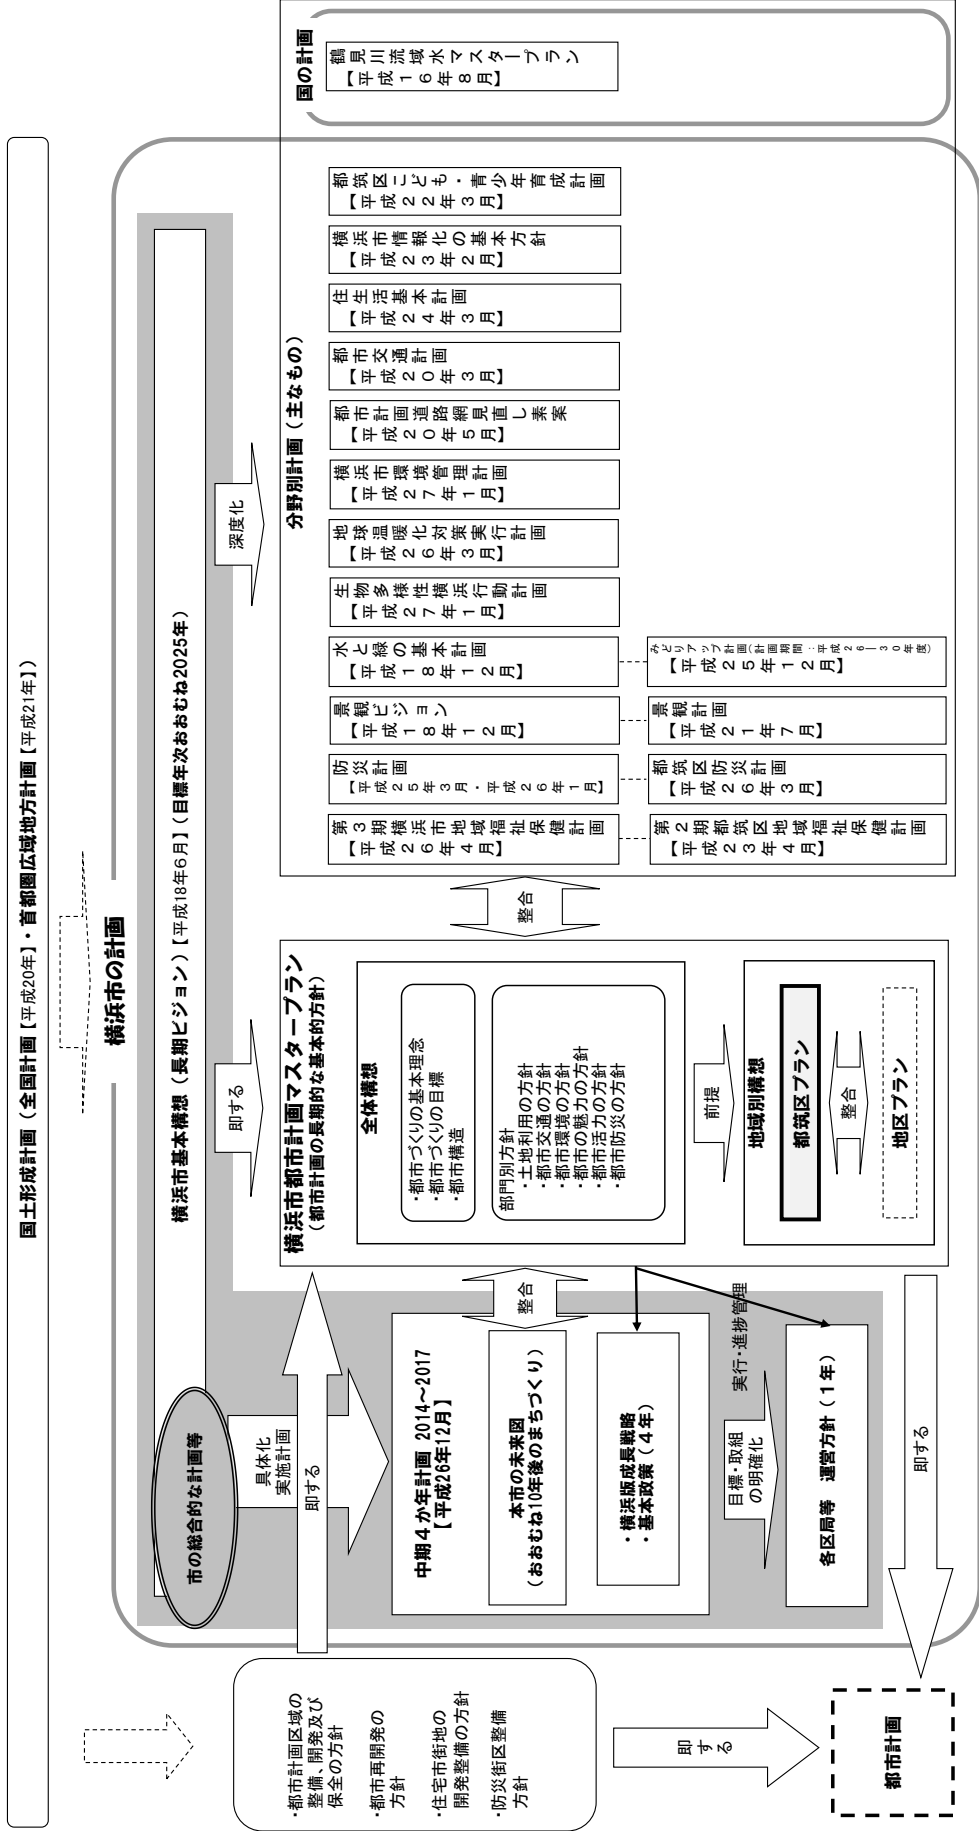 国土形成計画(全国計画【平成20年】・首都圏広域地方計画【平成21年】)
横浜市の計画
市の総合的な計画等
横浜市基本構想(長期ビジョン)【平成18年6月】(目標年次おおむね2025年)
・都市計画区域の
整備、開発及び
保全の方針
・都市再開発の
方針
・住宅市街地の
開発整備の方針
・防災街区整備
方針
即する
都市計画
具体化
実施計画
即する
即する
深度化
中期4か年計画 2014～2017
【平成26年12月】
本市の未来図
(おおむね10年後のまちづくり)
・横浜版成長戦略
・基本政策(4年)
目標・取組
の明確化
実行・進捗管理
各区局等 運営方針(1年)
整合
即する
横浜市都市計画マスタープラン
(都市計画の長期的な基本的方針)
全体構想
・都市づくりの基本理念
・都市づくりの目標
・都市構造
部門別方針
・土地利用の方針
・都市交通の方針
・都市環境の方針
・都市の魅力の方針
・都市活力の方針
・都市防災の方針
前提
地域別構想
都筑区プラン
整合
地区プラン
整合
分野別計画(主なもの)
第3期横浜市地域福祉保健計画
【平成26年4月】
防災計画
【平成25年3月・平成26年1月】
景観ビジョン
【平成18年12月】
水と緑の基本計画
【平成18年12月】
生物多様性横浜行動計画
【平成27年1月】
地球温暖化対策実行計画
【平成26年3月】
横浜市環境管理計画
【平成27年1月】
都市計画道路網見直し素案
【平成20年5月】
都市交通計画
【平成20年3月】
住生活基本計画
【平成24年3月】
横浜市情報化の基本方針
【平成23年2月】
都筑区こども・青少年育成計画
【平成22年3月】
第2期都筑区地域福祉保健計画
【平成23年4月】
都筑区防災計画
【平成26年3月】
景観計画
【平成21年7月】
みどりアップ計画(計画期間:平成26ー30年度)
【平成25年12月】
国の計画
鶴見川流域水マスタープラン
【平成16年8月】